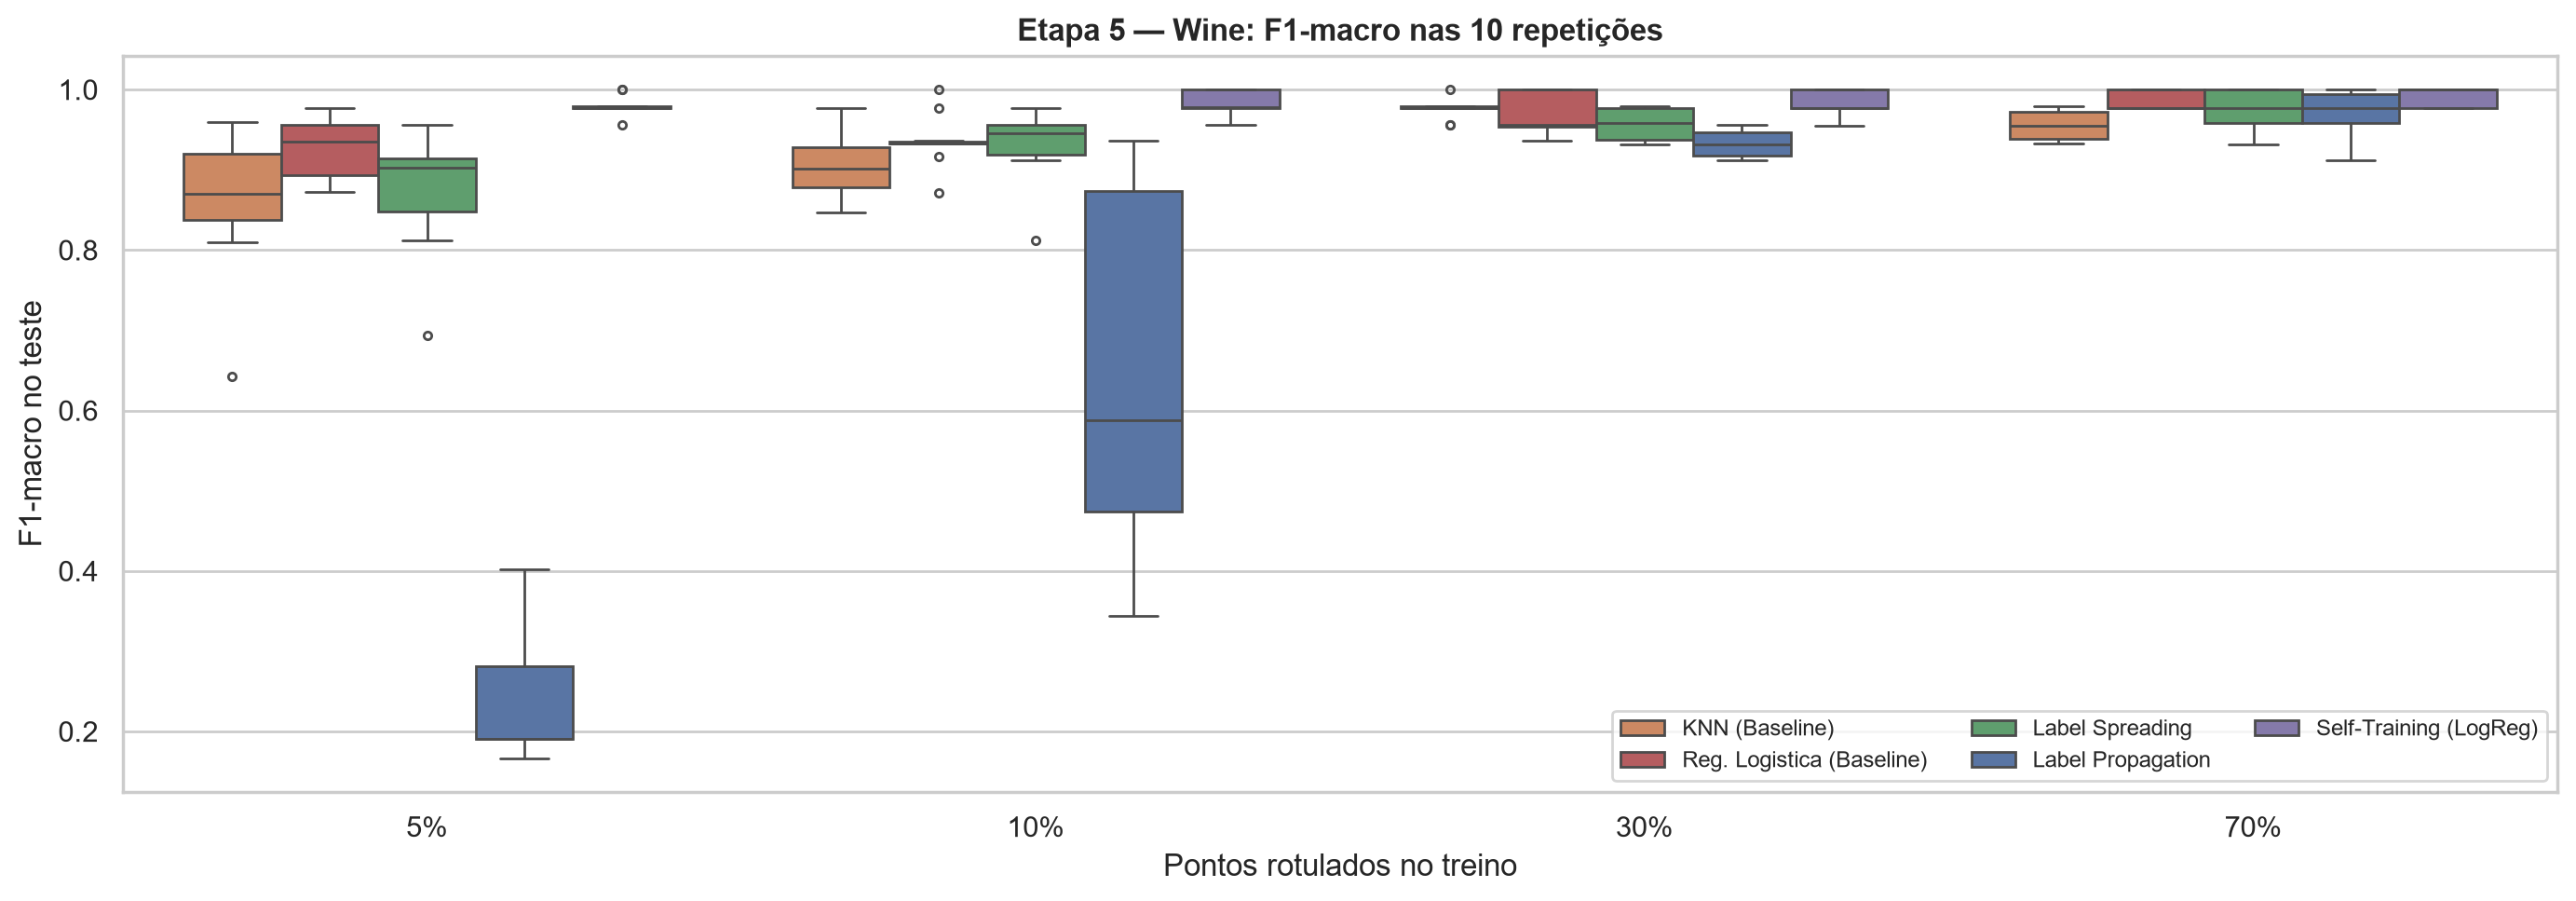 Etapa 5 — Wine: F1-macro nas 10 repetições
F1-macro no teste
1.0
0.8
0.6
0.4
0.2
5%
10%
30%
70%
Pontos rotulados no treino
KNN (Baseline)
Reg. Logistica (Baseline)
Label Spreading
Label Propagation
Self-Training (LogReg)